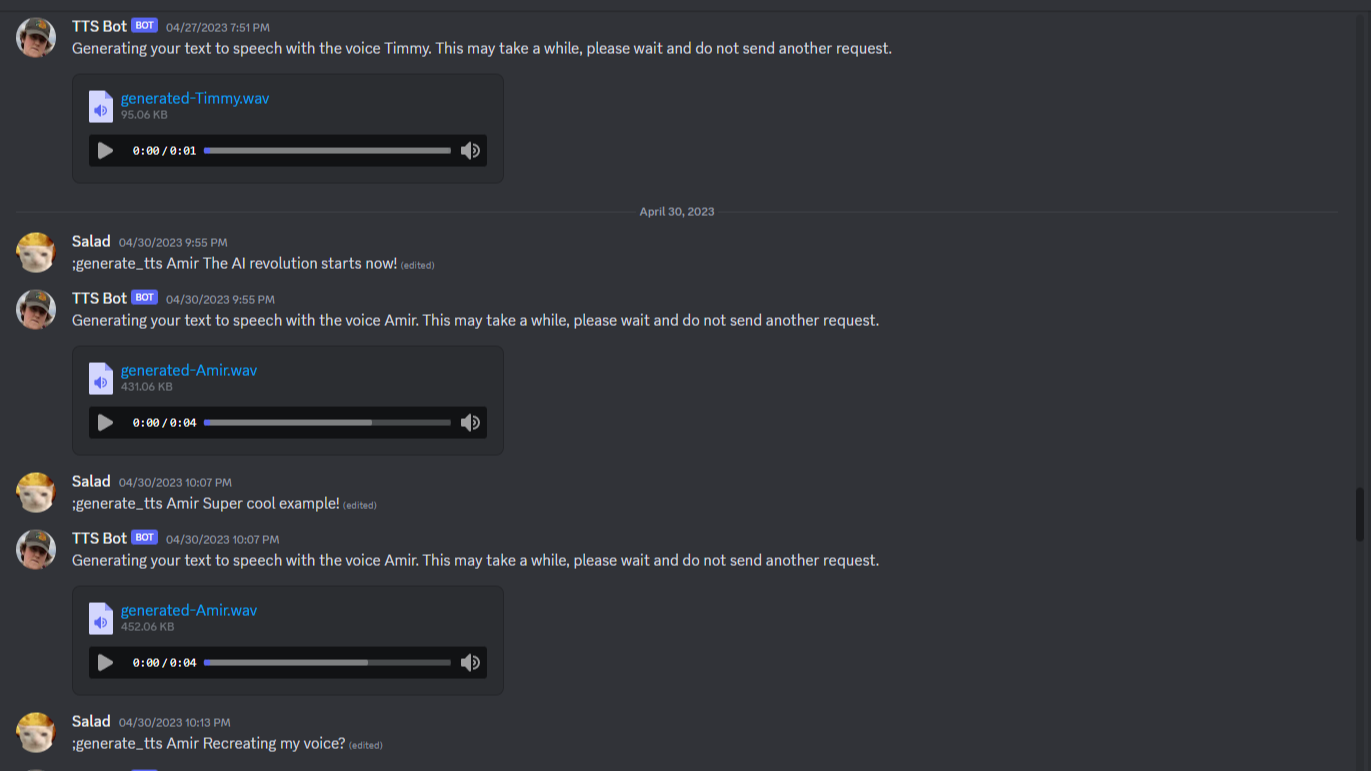 TTS Bot BOT 04/27/2023 7:51 PM
Generating your text to speech with the voice Timmy. This may take a while, please wait and do not send another request.
generated-Timmy.wav
95.06 KB
0:00 / 0:01
April 30, 2023
Salad 04/30/2023 9:55 PM
;generate_tts Amir The AI revolution starts now! (edited)
TTS Bot BOT 04/30/2023 9:55 PM
Generating your text to speech with the voice Amir. This may take a while, please wait and do not send another request.
generated-Amir.wav
431.06 KB
0:00 / 0:04
Salad 04/30/2023 10:07 PM
;generate_tts Amir Super cool example! (edited)
TTS Bot BOT 04/30/2023 10:07 PM
Generating your text to speech with the voice Amir. This may take a while, please wait and do not send another request.
generated-Amir.wav
452.06 KB
0:00 / 0:04
Salad 04/30/2023 10:13 PM
;generate_tts Amir Recreating my voice? (edited)